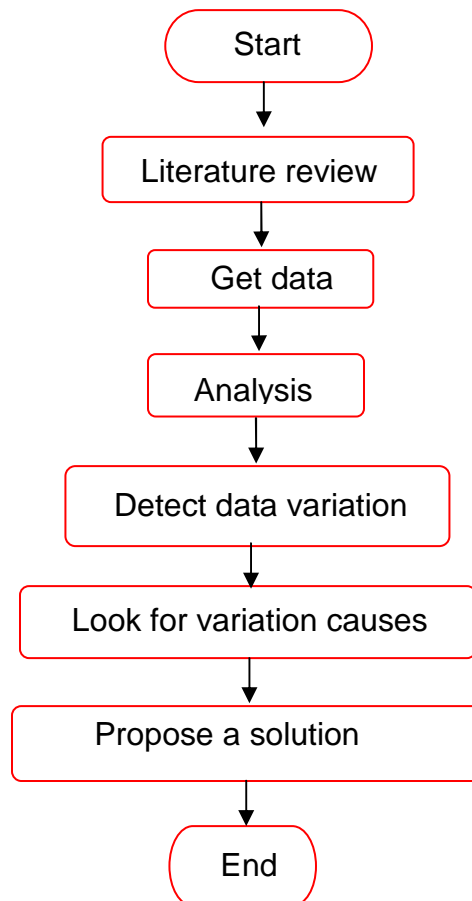 Start
Literature review
Get data
Analysis
Detect data variation
Look for variation causes
Propose a solution
End